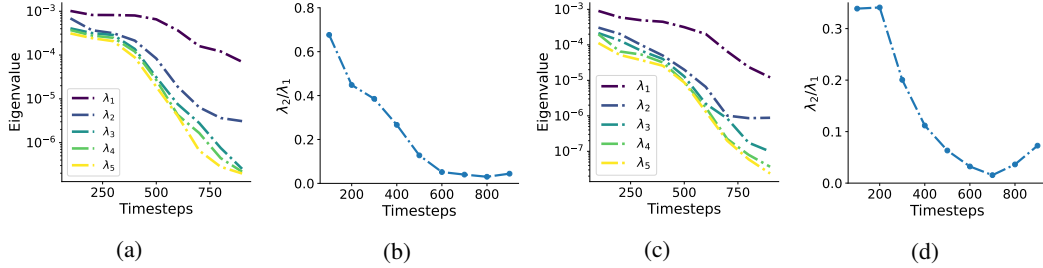 10⁻³
10⁻⁴
10⁻⁵
10⁻⁶
Eigenvalue
λ₁
λ₂
λ₃
λ₄
λ₅
250 500 750
Timesteps
(a)
0.8
0.6
0.4
0.2
0.0
λ₂/λ₁
200 400 600 800
Timesteps
(b)
10⁻³
10⁻⁴
10⁻⁵
10⁻⁶
10⁻⁷
Eigenvalue
λ₁
λ₂
λ₃
λ₄
λ₅
250 500 750
Timesteps
(c)
0.3
0.2
0.1
0.0
λ₂/λ₁
200 400 600 800
Timesteps
(d)